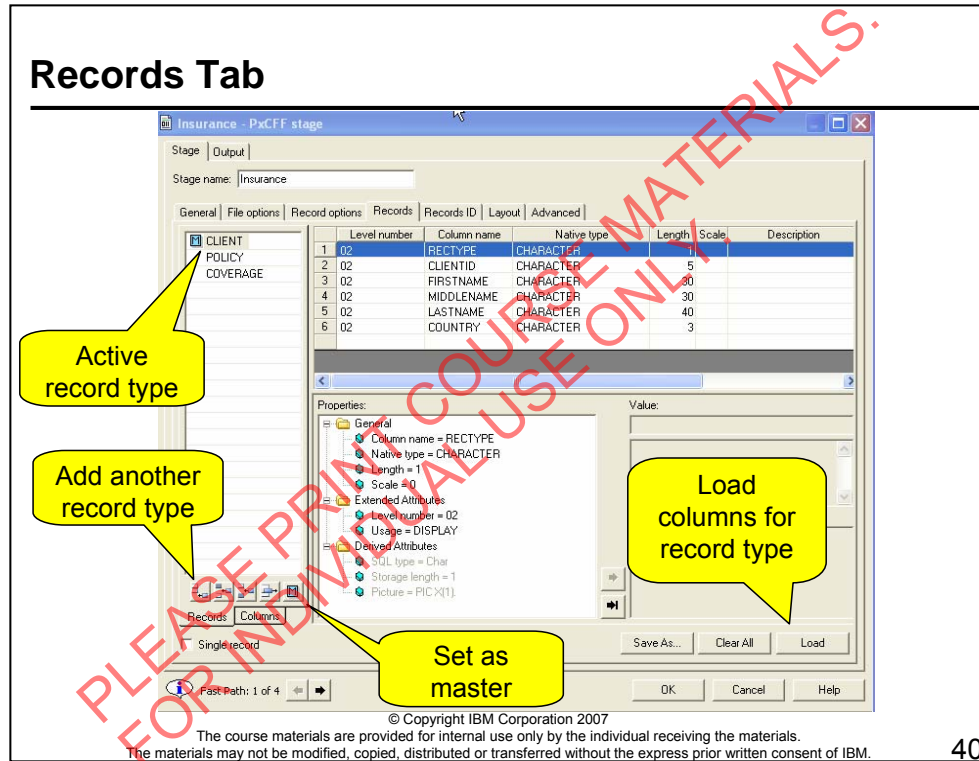 Records Tab
Insurance - PxCFF stage
Stage Output
Stage name: Insurance
General File options Record options Records Records ID Layout Advanced
M CLIENT
POLICY
COVERAGE
Level number Column name Native type Length Scale Description
1 02 RECTYPE CHARACTER 1
2 02 CLIENTID CHARACTER 5
3 02 FIRSTNAME CHARACTER 30
4 02 MIDDLENAME CHARACTER 30
5 02 LASTNAME CHARACTER 40
6 02 COUNTRY CHARACTER 3
Active
record type
Properties:
General
Column name = RECTYPE
Native type = CHARACTER
Length = 1
Scale = 0
Extended Attributes
Level number = 02
Usage = DISPLAY
Derived Attributes
SQL type = Char
Storage length = 1
Picture = PIC X(1).
Value:
Add another
record type
Load
columns for
record type
M
Records Columns
Single record
Set as
master
Save As... Clear All Load
Fast Path: 1 of 4
OK Cancel Help
PLEASE PRINT COURSE MATERIALS.
FOR INDIVIDUAL USE ONLY.
© Copyright IBM Corporation 2007
The course materials are provided for internal use only by the individual receiving the materials.
The materials may not be modified, copied, distributed or transferred without the express prior written consent of IBM.
40